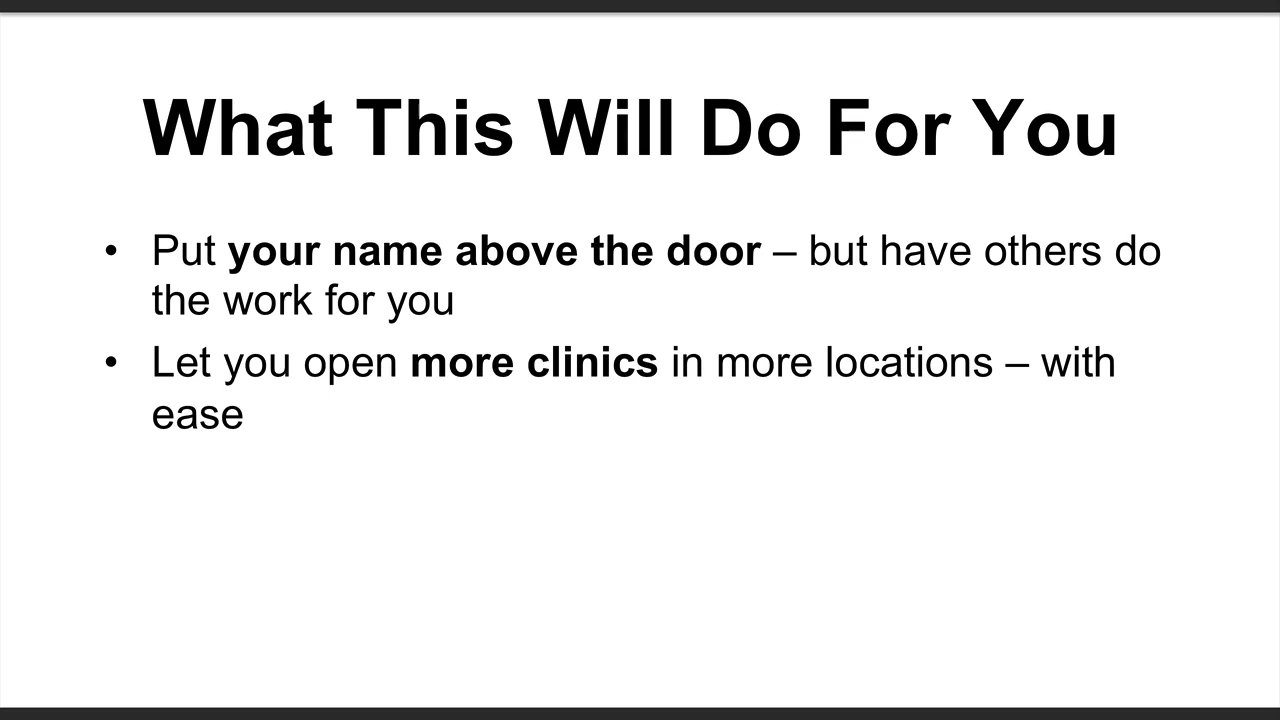 What This Will Do For You
• Put your name above the door – but have others do
the work for you
• Let you open more clinics in more locations – with
ease